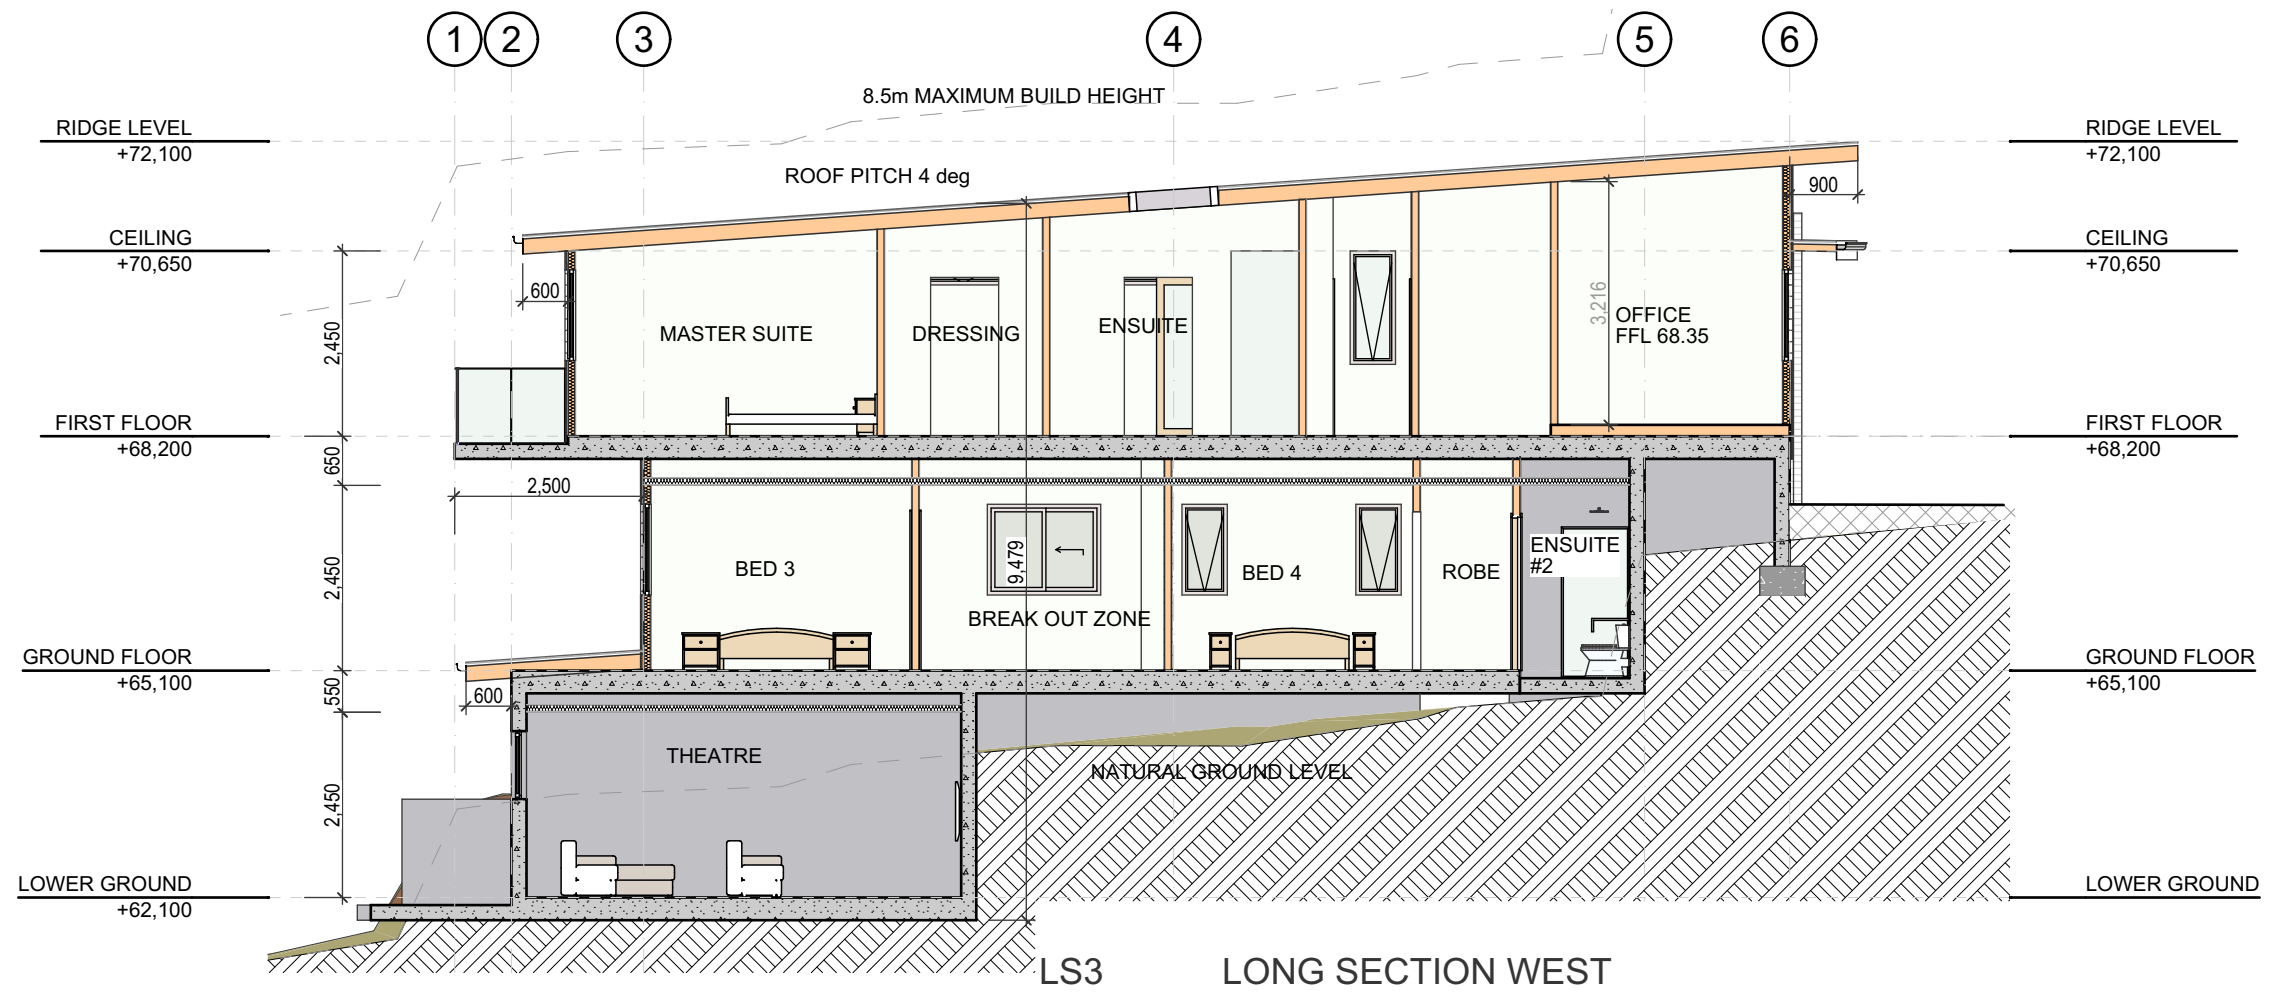 1 2 3 4 5 6
8.5m MAXIMUM BUILD HEIGHT
RIDGE LEVEL
+72,100
RIDGE LEVEL
+72,100
ROOF PITCH 4 deg
900
CEILING
+70,650
CEILING
+70,650
600
2,450
MASTER SUITE
DRESSING
ENSUITE
3,216
OFFICE
FFL 68.35
FIRST FLOOR
+68,200
FIRST FLOOR
+68,200
650
2,500
2,450
BED 3
9,479
BREAK OUT ZONE
BED 4
ROBE
ENSUITE
#2
GROUND FLOOR
+65,100
GROUND FLOOR
+65,100
550
600
THEATRE
NATURAL GROUND LEVEL
2,450
LOWER GROUND
+62,100
LOWER GROUND
LS3 LONG SECTION WEST